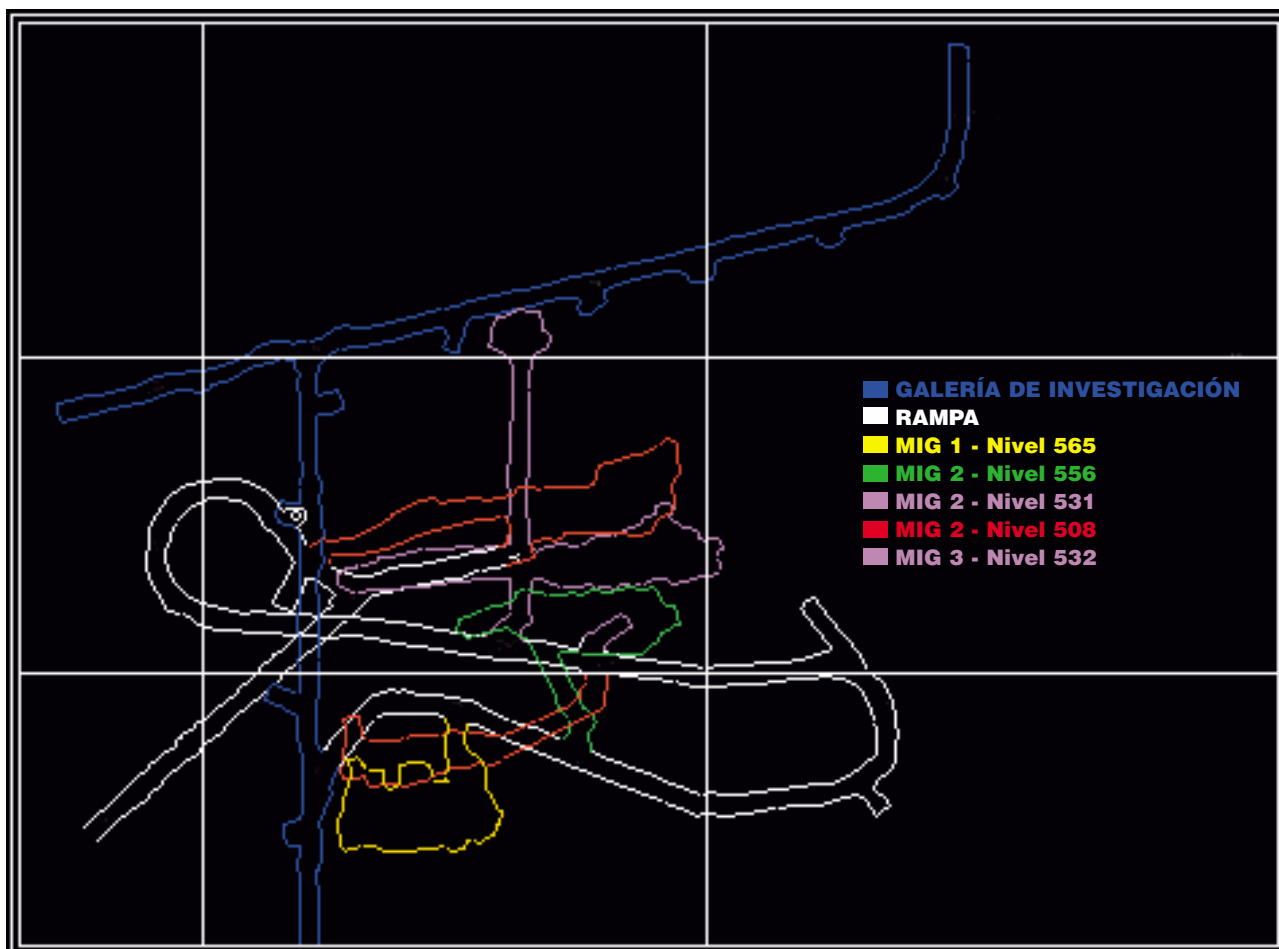 GALERÍA DE INVESTIGACIÓN
RAMPA
MIG 1 - Nivel 565
MIG 2 - Nivel 556
MIG 2 - Nivel 531
MIG 2 - Nivel 508
MIG 3 - Nivel 532